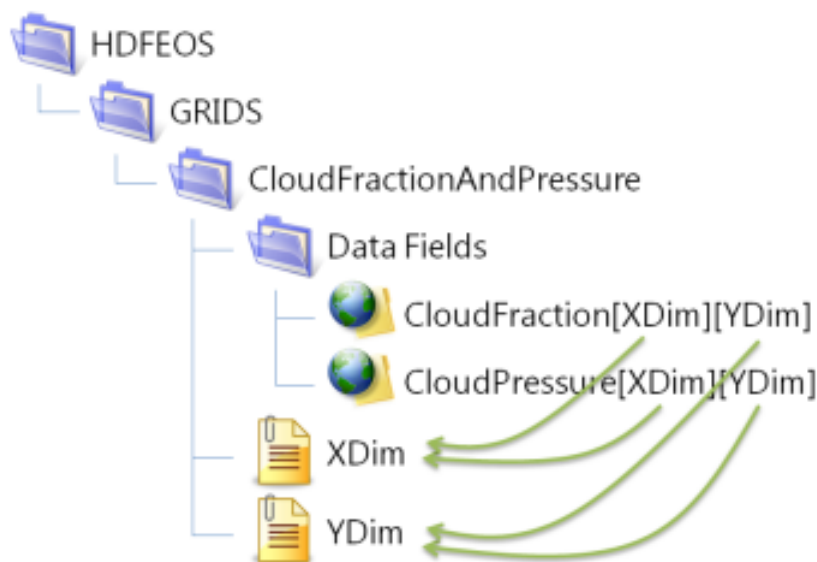 HDFEOS
GRIDS
CloudFractionAndPressure
Data Fields
CloudFraction[XDim][YDim]
CloudPressure[XDim][YDim]
XDim
YDim